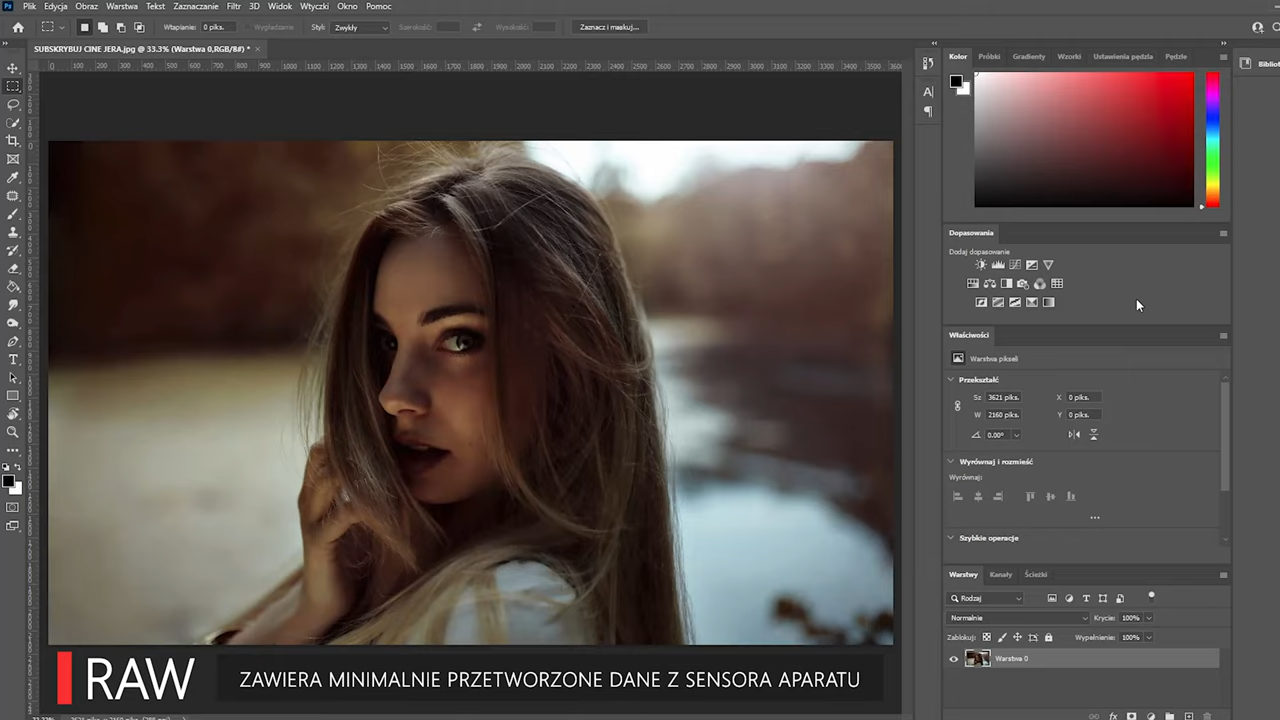 Plik Edycja Obraz Warstwa Tekst Zaznaczanie Filtr 3D Widok Wtyczki Okno Pomoc
Wtapianie: 0 piks. Wygładzanie Styl: Zwykły Szerokość: Wysokość: Zaznacz i maskuj...
SUBSKRYBUJ CINE JERA.jpg @ 33.3% (Warstwa 0,RGB/8#) *
Kolor Próbki Gradienty Wzorki Ustawienia pędzla Pędzle
Bibliot
Dopasowania
Dodaj dopasowanie
Właściwości
Warstwa pikseli
Przekształć
Sz 3621 piks. X 0 piks.
W 2160 piks. Y 0 piks.
0.00°
Wyrównaj i rozmieść
Wyrównaj:
...
Szybkie operacje
Warstwy Kanały Ścieżki
Rodzaj
Normalnie Krycie: 100%
Zablokuj: Wypełnienie: 100%
Warstwa 0
RAW
ZAWIERA MINIMALNIE PRZETWORZONE DANE Z SENSORA APARATU